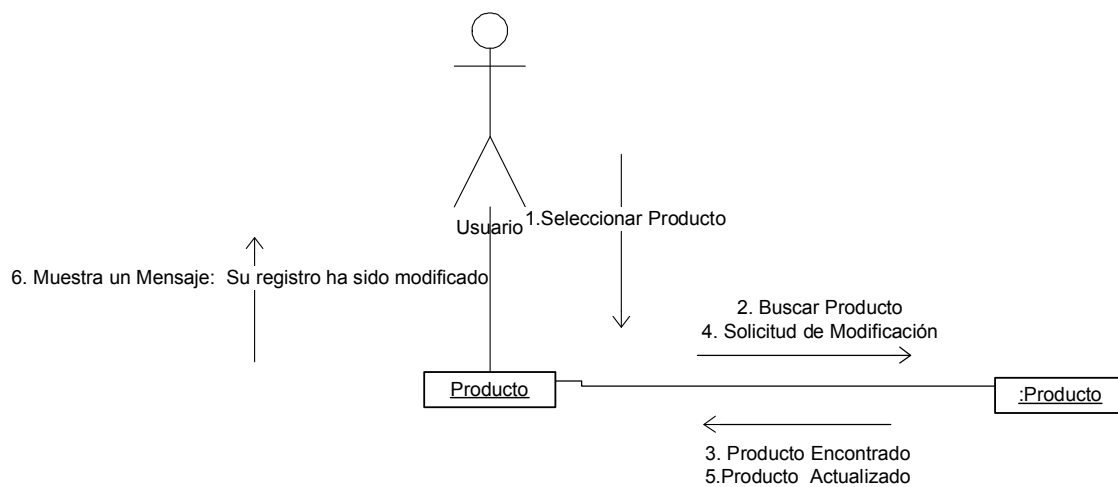 Usuario
1.Seleccionar Producto
6. Muestra un Mensaje: Su registro ha sido modificado
2. Buscar Producto
4. Solicitud de Modificación
Producto
:Producto
3. Producto Encontrado
5.Producto Actualizado